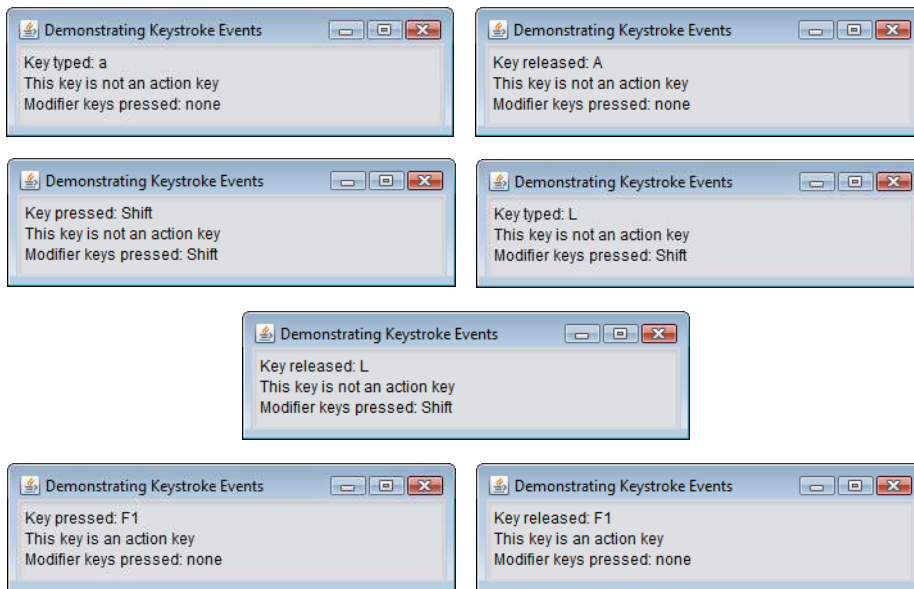 Demonstrating Keystroke Events
Key typed: a
This key is not an action key
Modifier keys pressed: none
Demonstrating Keystroke Events
Key released: A
This key is not an action key
Modifier keys pressed: none
Demonstrating Keystroke Events
Key pressed: Shift
This key is not an action key
Modifier keys pressed: Shift
Demonstrating Keystroke Events
Key typed: L
This key is not an action key
Modifier keys pressed: Shift
Demonstrating Keystroke Events
Key released: L
This key is not an action key
Modifier keys pressed: Shift
Demonstrating Keystroke Events
Key pressed: F1
This key is an action key
Modifier keys pressed: none
Demonstrating Keystroke Events
Key released: F1
This key is an action key
Modifier keys pressed: none